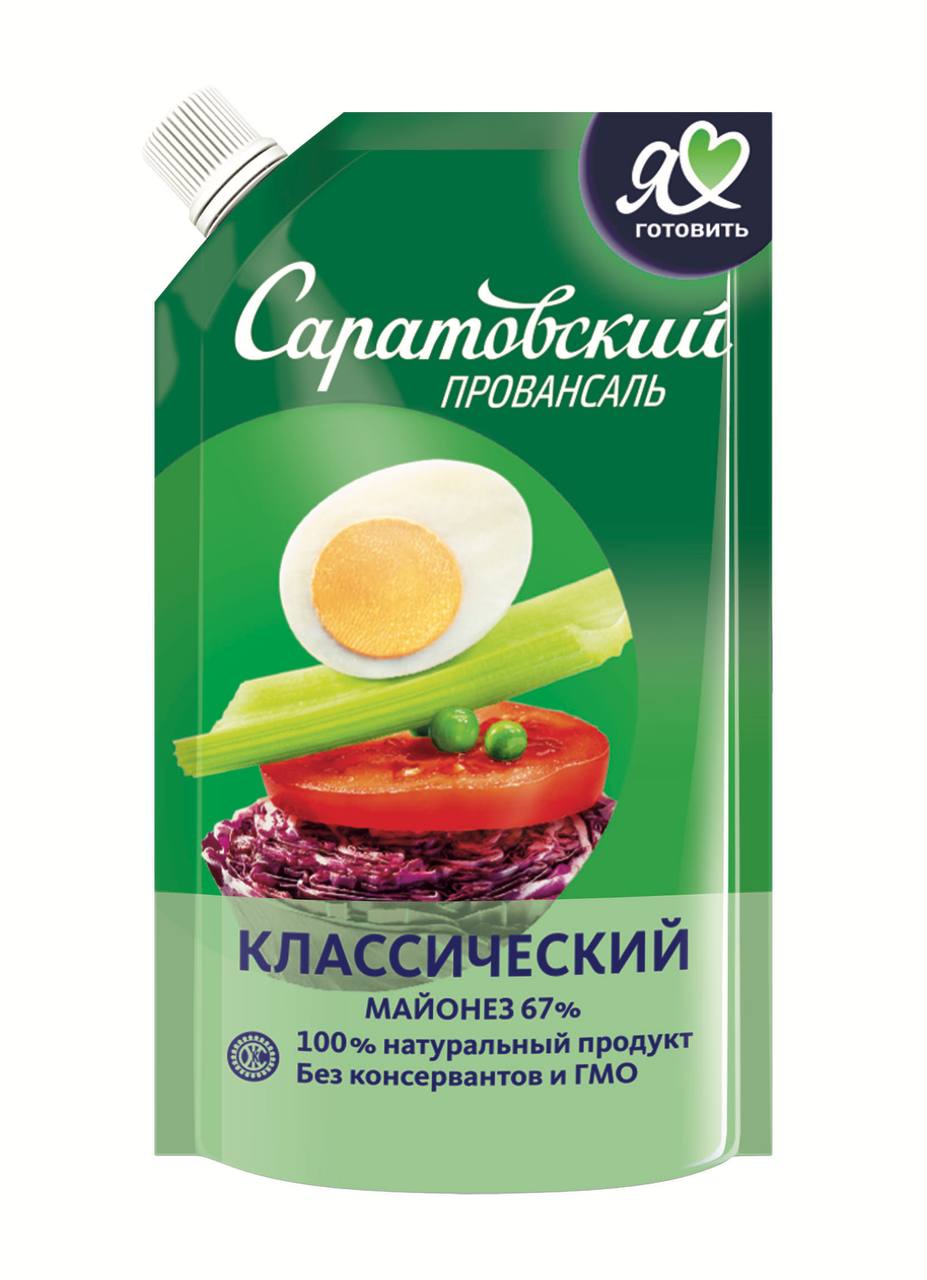 я
готовить
Саратовский
ПРОВАНСАЛЬ
КЛАССИЧЕСКИЙ
МАЙОНЕЗ 67%
100% натуральный продукт
Без консервантов и ГМО